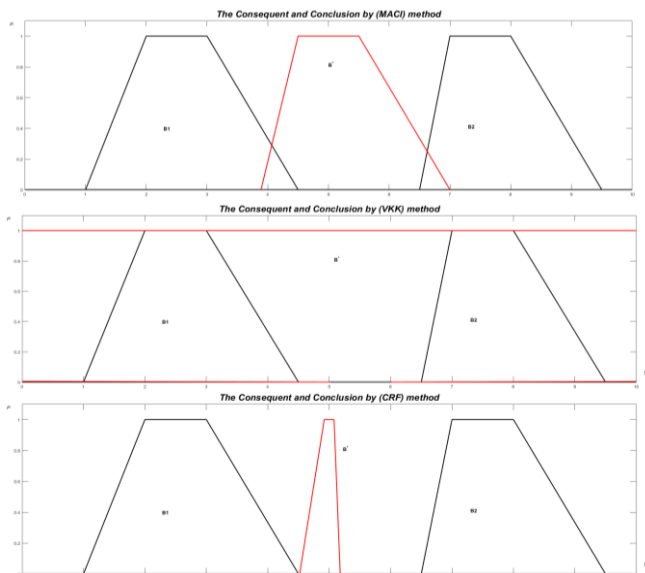 The Consequent and Conclusion by (MACI) method
μ
1
B*
0.8
0.6
0.4
B1
B2
0.2
0
0 1 2 3 4 5 6 7 8 9 10
The Consequent and Conclusion by (VKK) method
μ
1
B*
0.8
0.6
0.4
B1
B2
0.2
0
0 1 2 3 4 5 6 7 8 9 10
The Consequent and Conclusion by (CRF) method
μ
1
B*
0.8
0.6
0.4
B1
B2
0.2